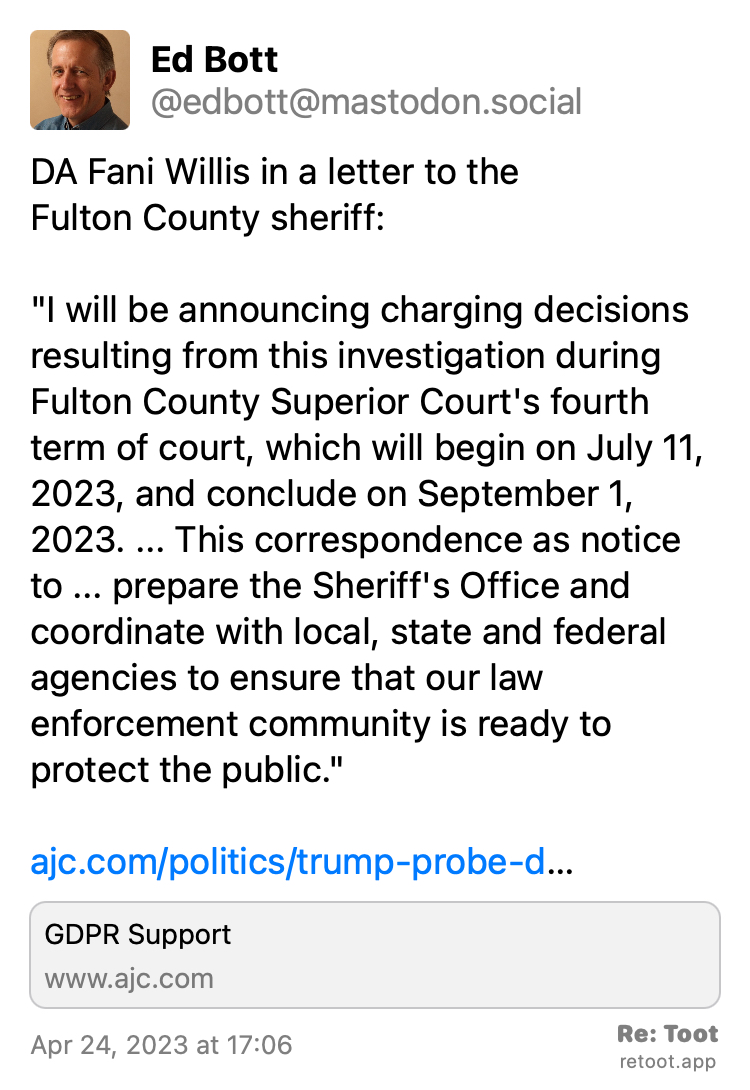 Ed Bott
@edbott@mastodon.social
DA Fani Willis in a letter to the
Fulton County sheriff:
"I will be announcing charging decisions
resulting from this investigation during
Fulton County Superior Court's fourth
term of court, which will begin on July 11,
2023, and conclude on September 1,
2023. ... This correspondence as notice
to ... prepare the Sheriff's Office and
coordinate with local, state and federal
agencies to ensure that our law
enforcement community is ready to
protect the public."
ajc.com/politics/trump-probe-d...
GDPR Support
www.ajc.com
Apr 24, 2023 at 17:06
Re: Toot
retoot.app